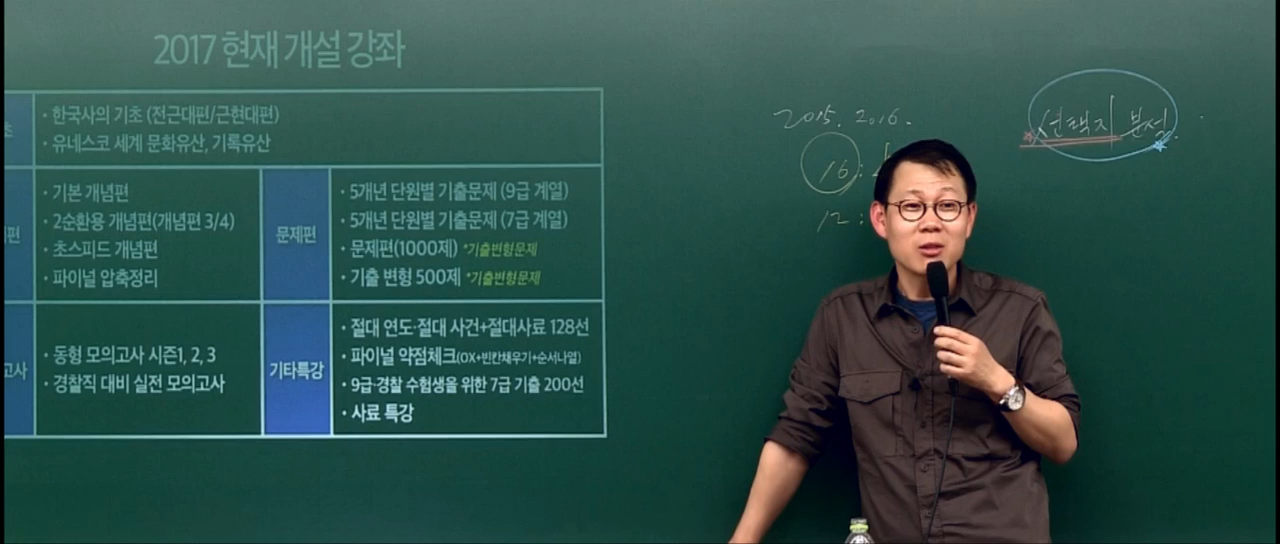 2017 현재 개설 강좌
초
· 한국사의 기초 (전근대편/근현대편)
· 유네스코 세계 문화유산, 기록유산
편
· 기본 개념편
· 2순환용 개념편(개념편 3/4)
· 초스피드 개념편
· 파이널 압축정리
문제편
· 5개년 단원별 기출문제 (9급 계열)
· 5개년 단원별 기출문제 (7급 계열)
· 문제편(1000제) *기출변형문제
· 기출 변형 500제 *기출변형문제
고사
· 동형 모의고사 시즌1, 2, 3
· 경찰직 대비 실전 모의고사
기타특강
· 절대 연도·절대 사건+절대사료 128선
· 파이널 약점체크(OX+빈칸채우기+순서나열)
· 9급·경찰 수험생을 위한 7급 기출 200선
· 사료 특강
2015. 2016.
16:
12:
선택지 분석.